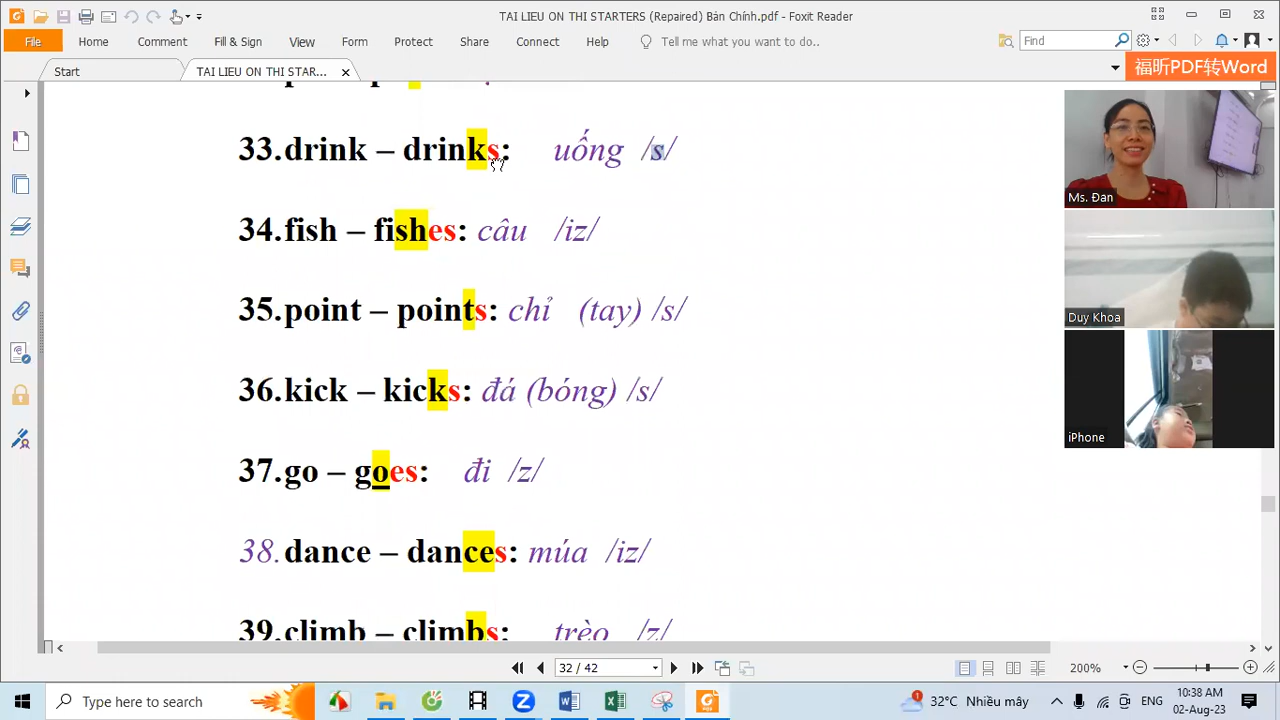 TAI LIEU ON THI STARTERS (Repaired) Bản Chính.pdf - Foxit Reader
File Home Comment Fill & Sign View Form Protect Share Connect Help Tell me what you want to do.. Find
Start TAI LIEU ON THI STAR... 福昕PDF转Word
33. drink – drinks: uống /s/
34. fish – fishes: câu /iz/
35. point – points: chỉ (tay) /s/
36. kick – kicks: đá (bóng) /s/
37. go – goes: đi /z/
38. dance – dances: múa /iz/
39. climb – climbs: trèo /z/
Ms. Đan
Duy Khoa
iPhone
32 / 42 200%
Type here to search 32°C Nhiều mây ENG 10:38 AM
02-Aug-23